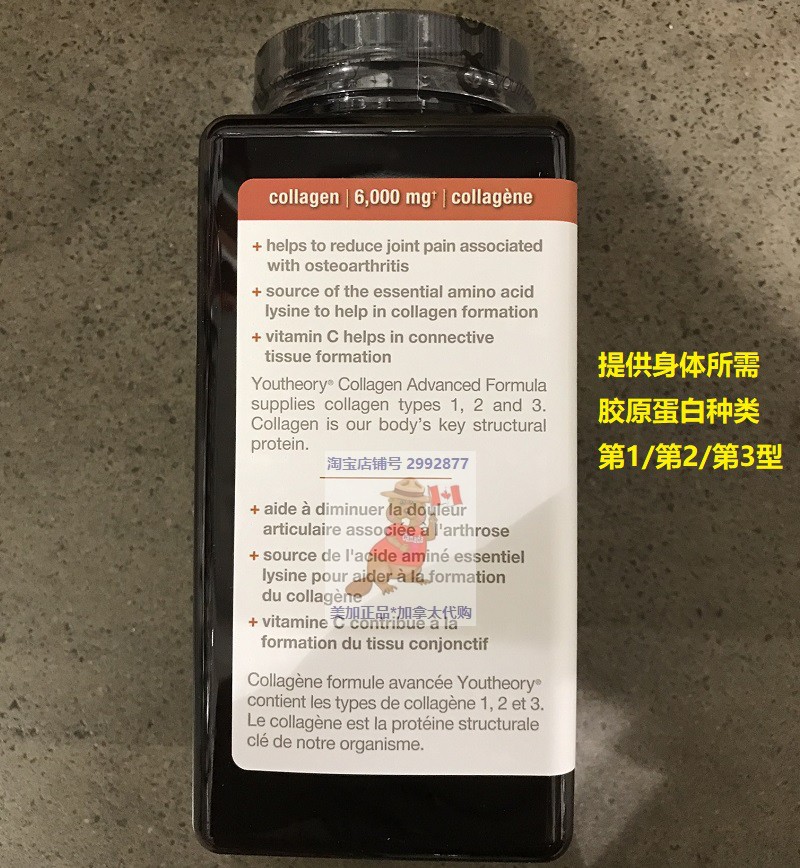 collagen | 6,000 mg† | collagène
+ helps to reduce joint pain associated
with osteoarthritis
+ source of the essential amino acid
lysine to help in collagen formation
+ vitamin C helps in connective
tissue formation
Youtheory® Collagen Advanced Formula
supplies collagen types 1, 2 and 3.
Collagen is our body's key structural
protein.
淘宝店铺号 2992877
+ aide à diminuer la douleur
articulaire associée à l'arthrose
+ source de l'acide aminé essentiel
lysine pour aider à la formation
du collagène
Canada
美加正品*加拿太代购
+ vitamine C contribue à la
formation du tissu conjonctif
Collagène formule avancée Youtheory®
contient les types de collagène 1, 2 et 3.
Le collagène est la protéine structurale
clé de notre organisme.
提供身体所需
胶原蛋白种类
第1/第2/第3型